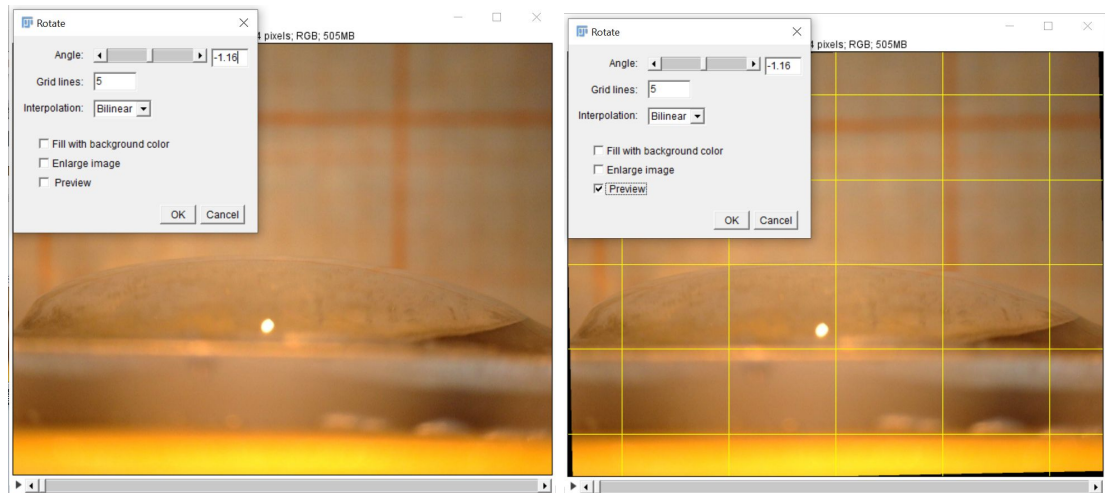 Rotate
4 pixels; RGB; 505MB
Angle: -1.16
Grid lines: 5
Interpolation: Bilinear
Fill with background color
Enlarge image
Preview
OK Cancel
Rotate
4 pixels; RGB; 505MB
Angle: -1.16
Grid lines: 5
Interpolation: Bilinear
Fill with background color
Enlarge image
Preview
OK Cancel